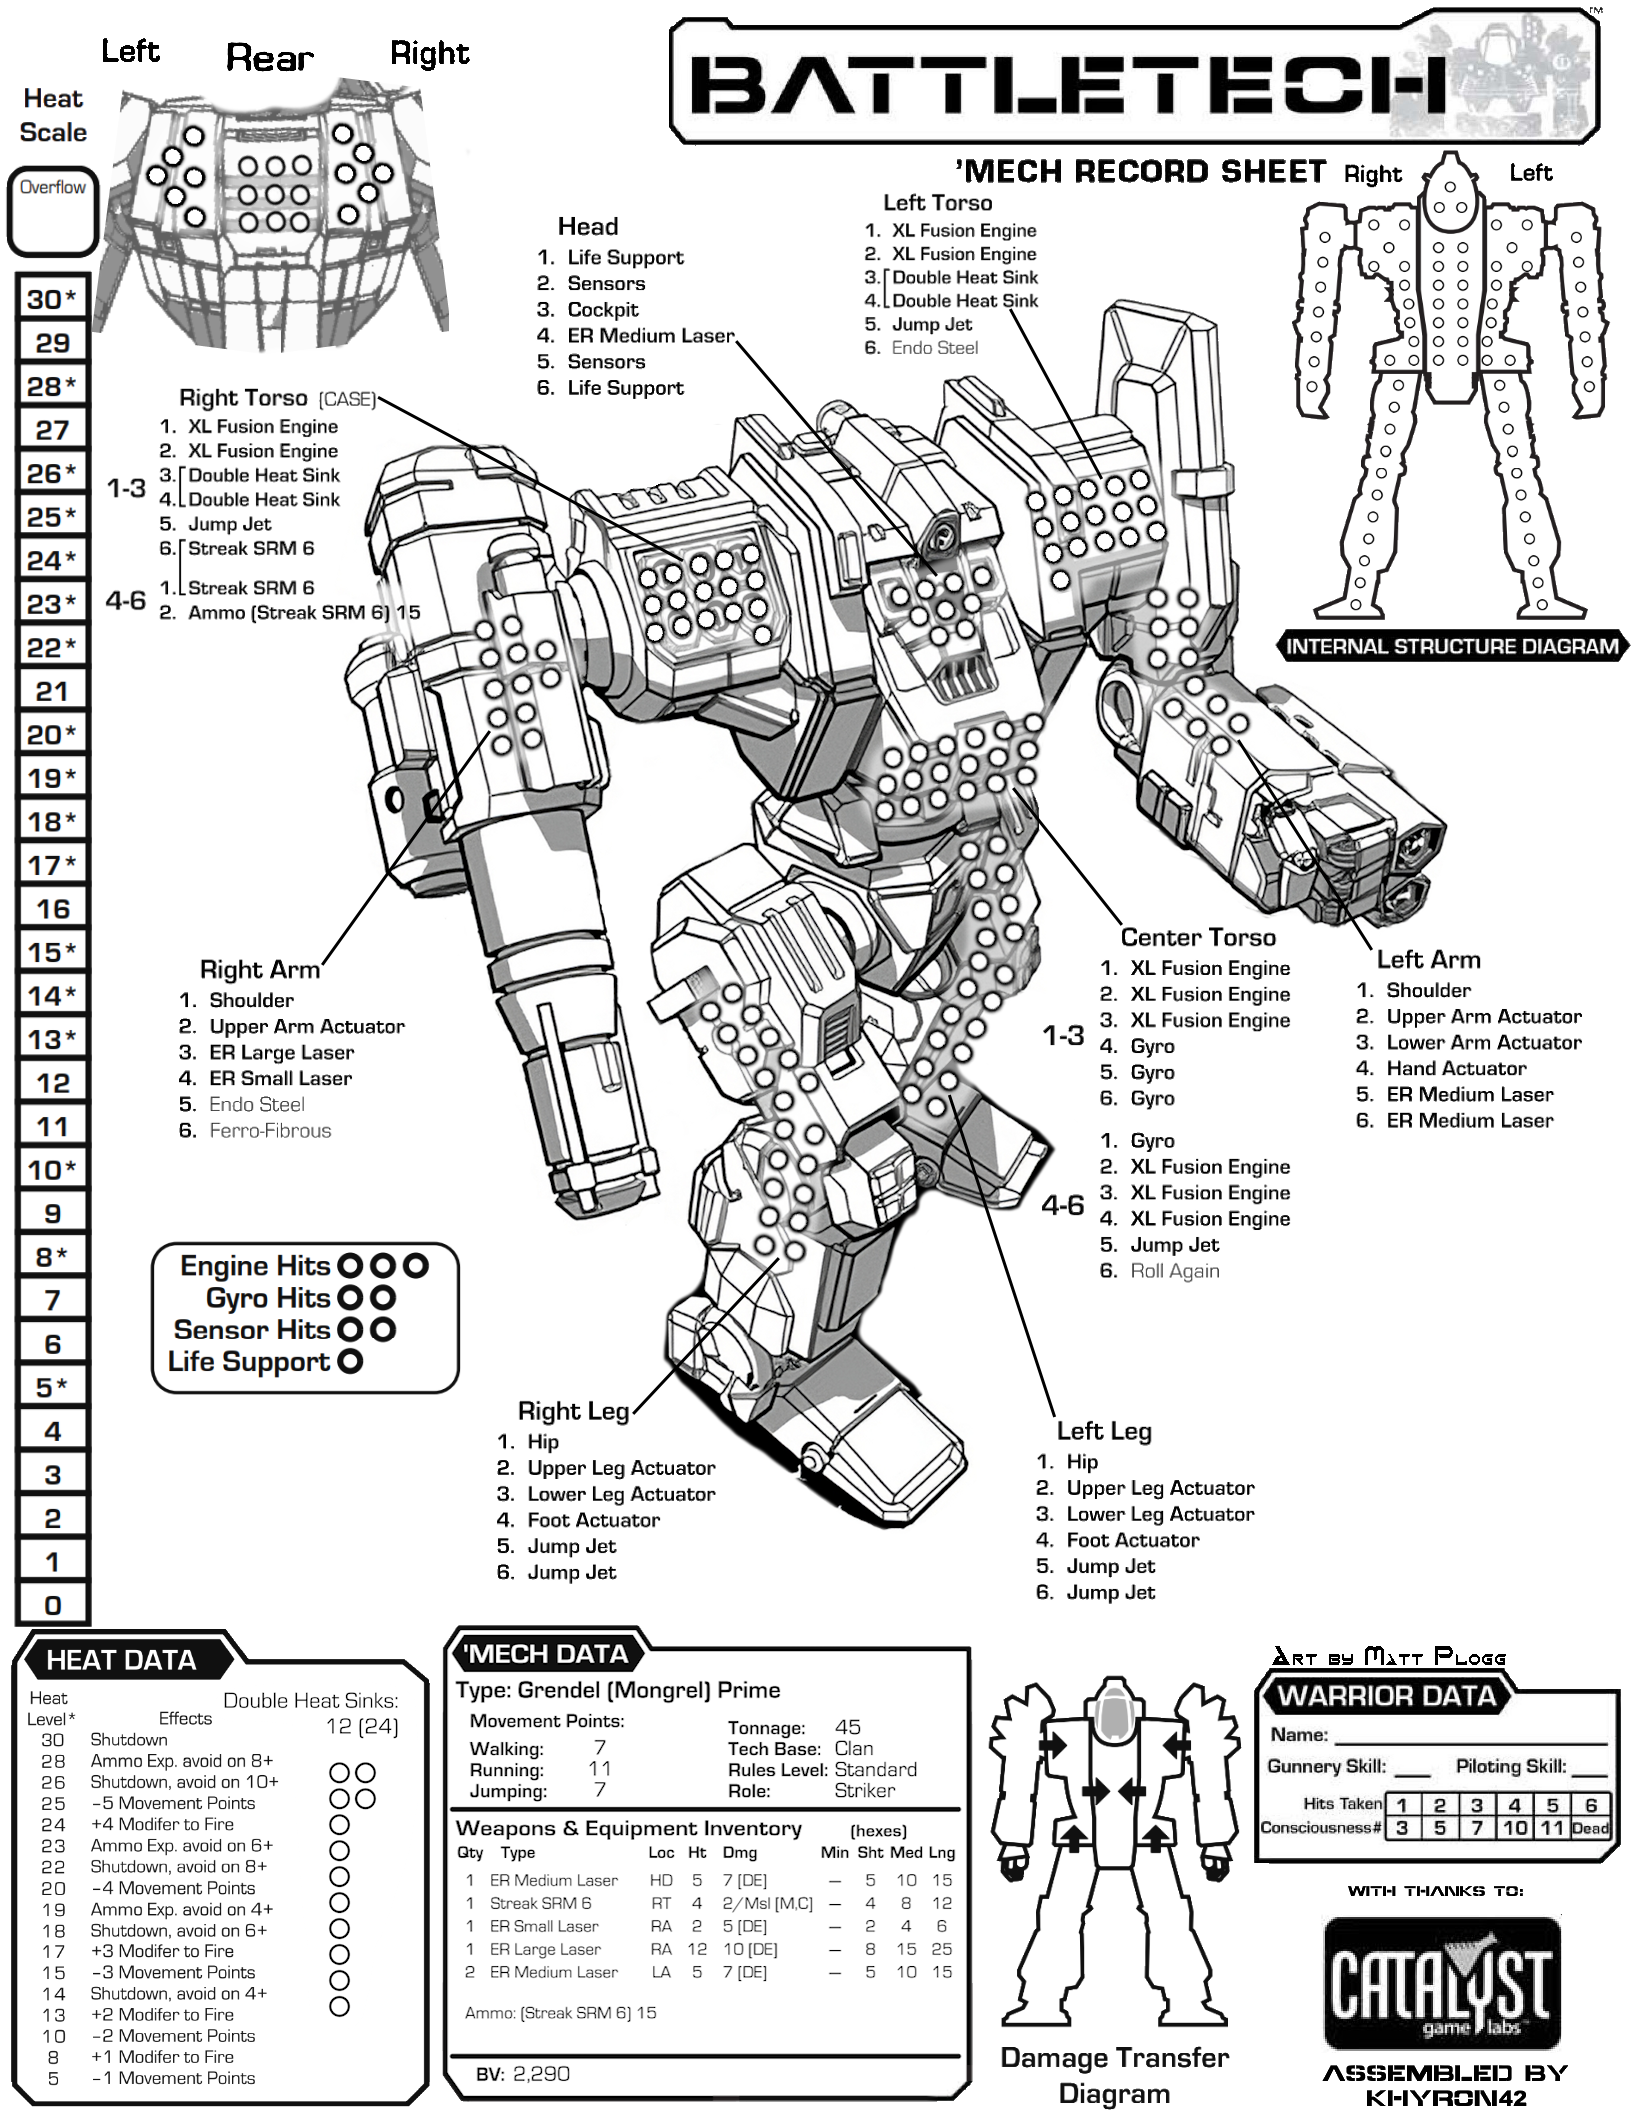 Left Rear Right
BATTLETECH™
'MECH RECORD SHEET
Heat
Scale
Overflow
30*
29
28*
27
26*
25*
24*
23*
22*
21
20*
19*
18*
17*
16
15*
14*
13*
12
11
10*
9
8*
7
6
5*
4
3
2
1
0
Head
1. Life Support
2. Sensors
3. Cockpit
4. ER Medium Laser
5. Sensors
6. Life Support
Left Torso
1. XL Fusion Engine
2. XL Fusion Engine
3. Double Heat Sink
4. Double Heat Sink
5. Jump Jet
6. Endo Steel
Right Left
INTERNAL STRUCTURE DIAGRAM
Right Torso (CASE)
1-3
1. XL Fusion Engine
2. XL Fusion Engine
3. Double Heat Sink
4. Double Heat Sink
5. Jump Jet
6. Streak SRM 6
4-6
1. Streak SRM 6
2. Ammo (Streak SRM 6) 15
Right Arm
1. Shoulder
2. Upper Arm Actuator
3. ER Large Laser
4. ER Small Laser
5. Endo Steel
6. Ferro-Fibrous
Center Torso
1-3
1. XL Fusion Engine
2. XL Fusion Engine
3. XL Fusion Engine
4. Gyro
5. Gyro
6. Gyro
4-6
1. Gyro
2. XL Fusion Engine
3. XL Fusion Engine
4. XL Fusion Engine
5. Jump Jet
6. Roll Again
Left Arm
1. Shoulder
2. Upper Arm Actuator
3. Lower Arm Actuator
4. Hand Actuator
5. ER Medium Laser
6. ER Medium Laser
Engine Hits
Gyro Hits
Sensor Hits
Life Support
Right Leg
1. Hip
2. Upper Leg Actuator
3. Lower Leg Actuator
4. Foot Actuator
5. Jump Jet
6. Jump Jet
Left Leg
1. Hip
2. Upper Leg Actuator
3. Lower Leg Actuator
4. Foot Actuator
5. Jump Jet
6. Jump Jet
HEAT DATA
Heat
Level* Effects
Double Heat Sinks:
12 (24)
30 Shutdown
28 Ammo Exp. avoid on 8+
26 Shutdown, avoid on 10+
25 -5 Movement Points
24 +4 Modifer to Fire
23 Ammo Exp. avoid on 6+
22 Shutdown, avoid on 8+
20 -4 Movement Points
19 Ammo Exp. avoid on 4+
18 Shutdown, avoid on 6+
17 +3 Modifer to Fire
15 -3 Movement Points
14 Shutdown, avoid on 4+
13 +2 Modifer to Fire
10 -2 Movement Points
8 +1 Modifer to Fire
5 -1 Movement Points
'MECH DATA
Type: Grendel (Mongrel) Prime
Movement Points:
Walking: 7
Running: 11
Jumping: 7
Tonnage: 45
Tech Base: Clan
Rules Level: Standard
Role: Striker
Weapons & Equipment Inventory (hexes)
Qty Type Loc Ht Dmg Min Sht Med Lng
1 ER Medium Laser HD 5 7 [DE] – 5 10 15
1 Streak SRM 6 RT 4 2/Msl [M,C] – 4 8 12
1 ER Small Laser RA 2 5 [DE] – 2 4 6
1 ER Large Laser RA 12 10 [DE] – 8 15 25
2 ER Medium Laser LA 5 7 [DE] – 5 10 15
Ammo: (Streak SRM 6) 15
BV: 2,290
Damage Transfer
Diagram
Art by Matt Plogg
WARRIOR DATA
Name:
Gunnery Skill: Piloting Skill:
Hits Taken 1 2 3 4 5 6
Consciousness# 3 5 7 10 11 Dead
WITH THANKS TO:
CATALYST
game labs™
ASSEMBLED BY
KHYRON42